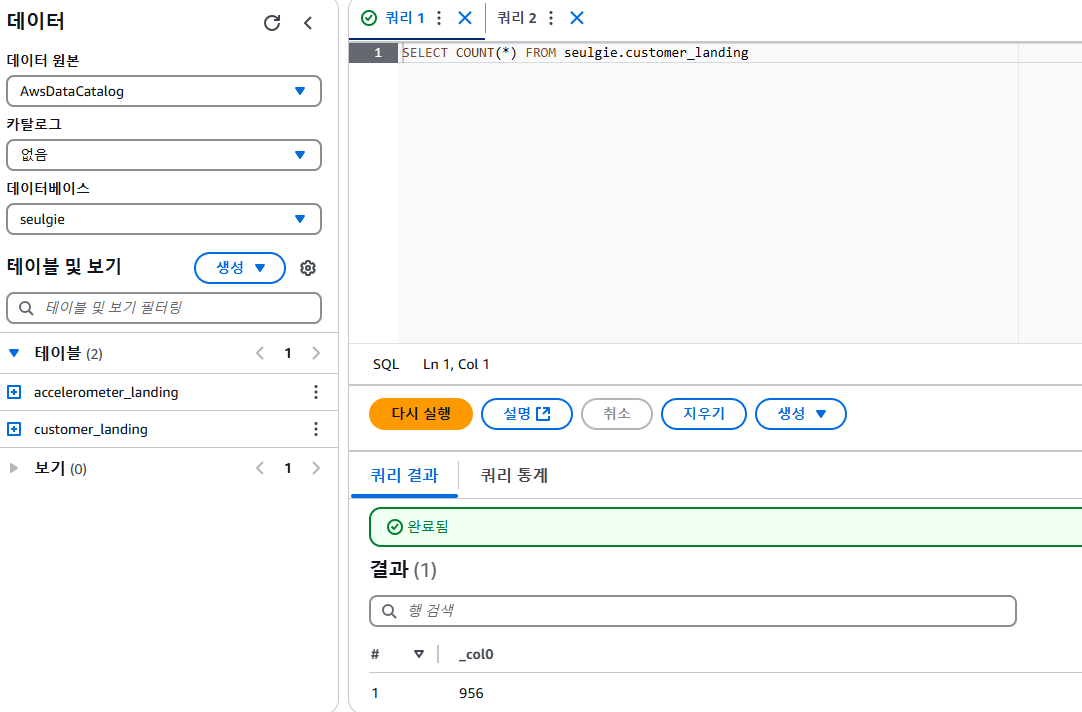 데이터
데이터 원본
AwsDataCatalog
카탈로그
없음
데이터베이스
seulgie
테이블 및 보기
생성
테이블 및 보기 필터링
테이블 (2)
1
accelerometer_landing
customer_landing
보기 (0)
1
쿼리 1
쿼리 2
1 SELECT COUNT(*) FROM seulgie.customer_landing
SQL Ln 1, Col 1
다시 실행 설명 취소 지우기 생성
쿼리 결과 쿼리 통계
완료됨
결과 (1)
행 검색
# _col0
1 956